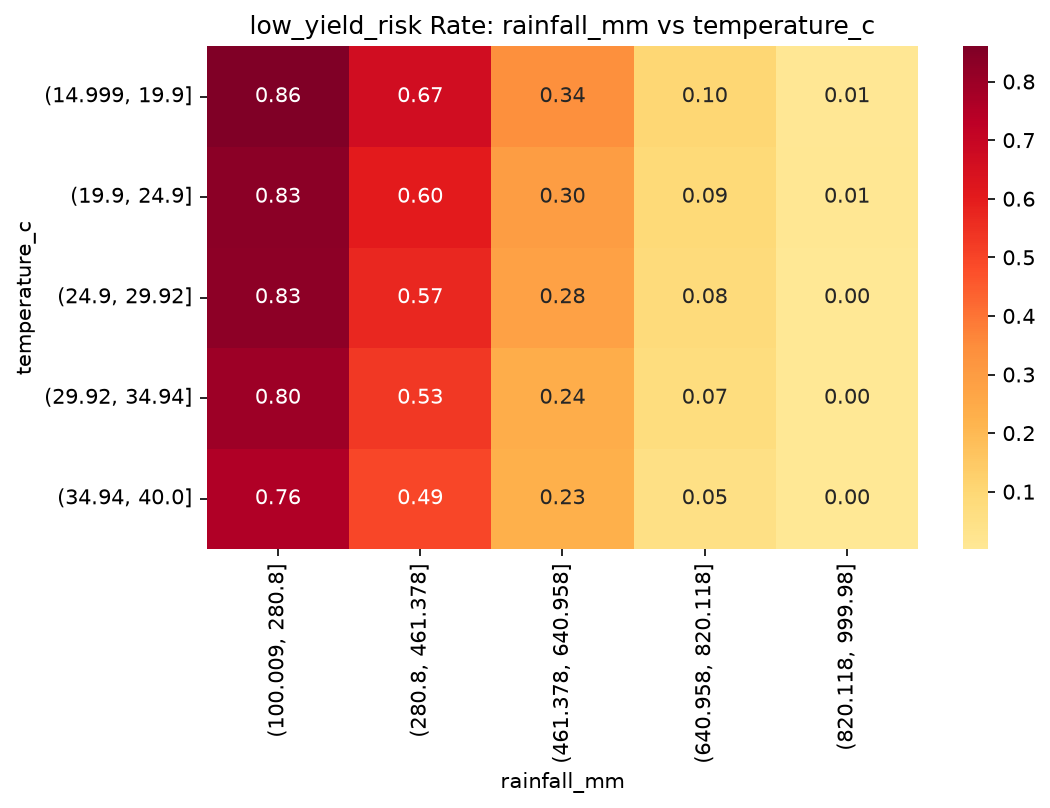 low_yield_risk Rate: rainfall_mm vs temperature_c
temperature_c
(14.999, 19.9] 0.86 0.67 0.34 0.10 0.01
(19.9, 24.9] 0.83 0.60 0.30 0.09 0.01
(24.9, 29.92] 0.83 0.57 0.28 0.08 0.00
(29.92, 34.94] 0.80 0.53 0.24 0.07 0.00
(34.94, 40.0] 0.76 0.49 0.23 0.05 0.00
(100.009, 280.8]
(280.8, 461.378]
(461.378, 640.958]
(640.958, 820.118]
(820.118, 999.98]
rainfall_mm
0.8
0.7
0.6
0.5
0.4
0.3
0.2
0.1